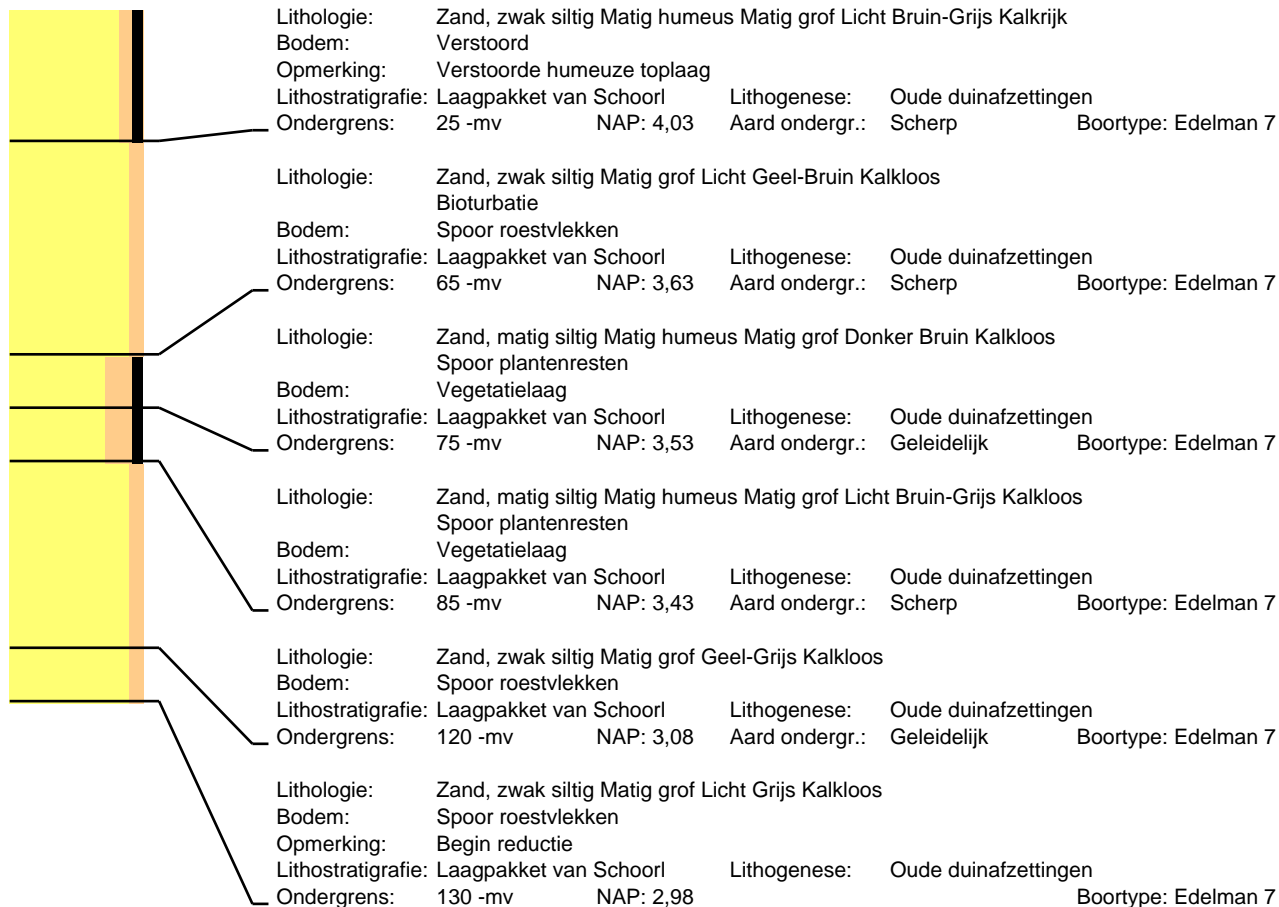 Lithologie: Zand, zwak siltig Matig humeus Matig grof Licht Bruin-Grijs Kalkrijk
Bodem: Verstoord
Opmerking: Verstoorde humeuze toplaag
Lithostratigrafie: Laagpakket van Schoorl Lithogenese: Oude duinafzettingen
Ondergrens: 25 -mv NAP: 4,03 Aard ondergr.: Scherp Boortype: Edelman 7
Lithologie: Zand, zwak siltig Matig grof Licht Geel-Bruin Kalkloos
Bioturbatie
Bodem: Spoor roestvlekken
Lithostratigrafie: Laagpakket van Schoorl Lithogenese: Oude duinafzettingen
Ondergrens: 65 -mv NAP: 3,63 Aard ondergr.: Scherp Boortype: Edelman 7
Lithologie: Zand, matig siltig Matig humeus Matig grof Donker Bruin Kalkloos
Spoor plantenresten
Bodem: Vegetatielaag
Lithostratigrafie: Laagpakket van Schoorl Lithogenese: Oude duinafzettingen
Ondergrens: 75 -mv NAP: 3,53 Aard ondergr.: Geleidelijk Boortype: Edelman 7
Lithologie: Zand, matig siltig Matig humeus Matig grof Licht Bruin-Grijs Kalkloos
Spoor plantenresten
Bodem: Vegetatielaag
Lithostratigrafie: Laagpakket van Schoorl Lithogenese: Oude duinafzettingen
Ondergrens: 85 -mv NAP: 3,43 Aard ondergr.: Scherp Boortype: Edelman 7
Lithologie: Zand, zwak siltig Matig grof Geel-Grijs Kalkloos
Bodem: Spoor roestvlekken
Lithostratigrafie: Laagpakket van Schoorl Lithogenese: Oude duinafzettingen
Ondergrens: 120 -mv NAP: 3,08 Aard ondergr.: Geleidelijk Boortype: Edelman 7
Lithologie: Zand, zwak siltig Matig grof Licht Grijs Kalkloos
Bodem: Spoor roestvlekken
Opmerking: Begin reductie
Lithostratigrafie: Laagpakket van Schoorl Lithogenese: Oude duinafzettingen
Ondergrens: 130 -mv NAP: 2,98 Boortype: Edelman 7